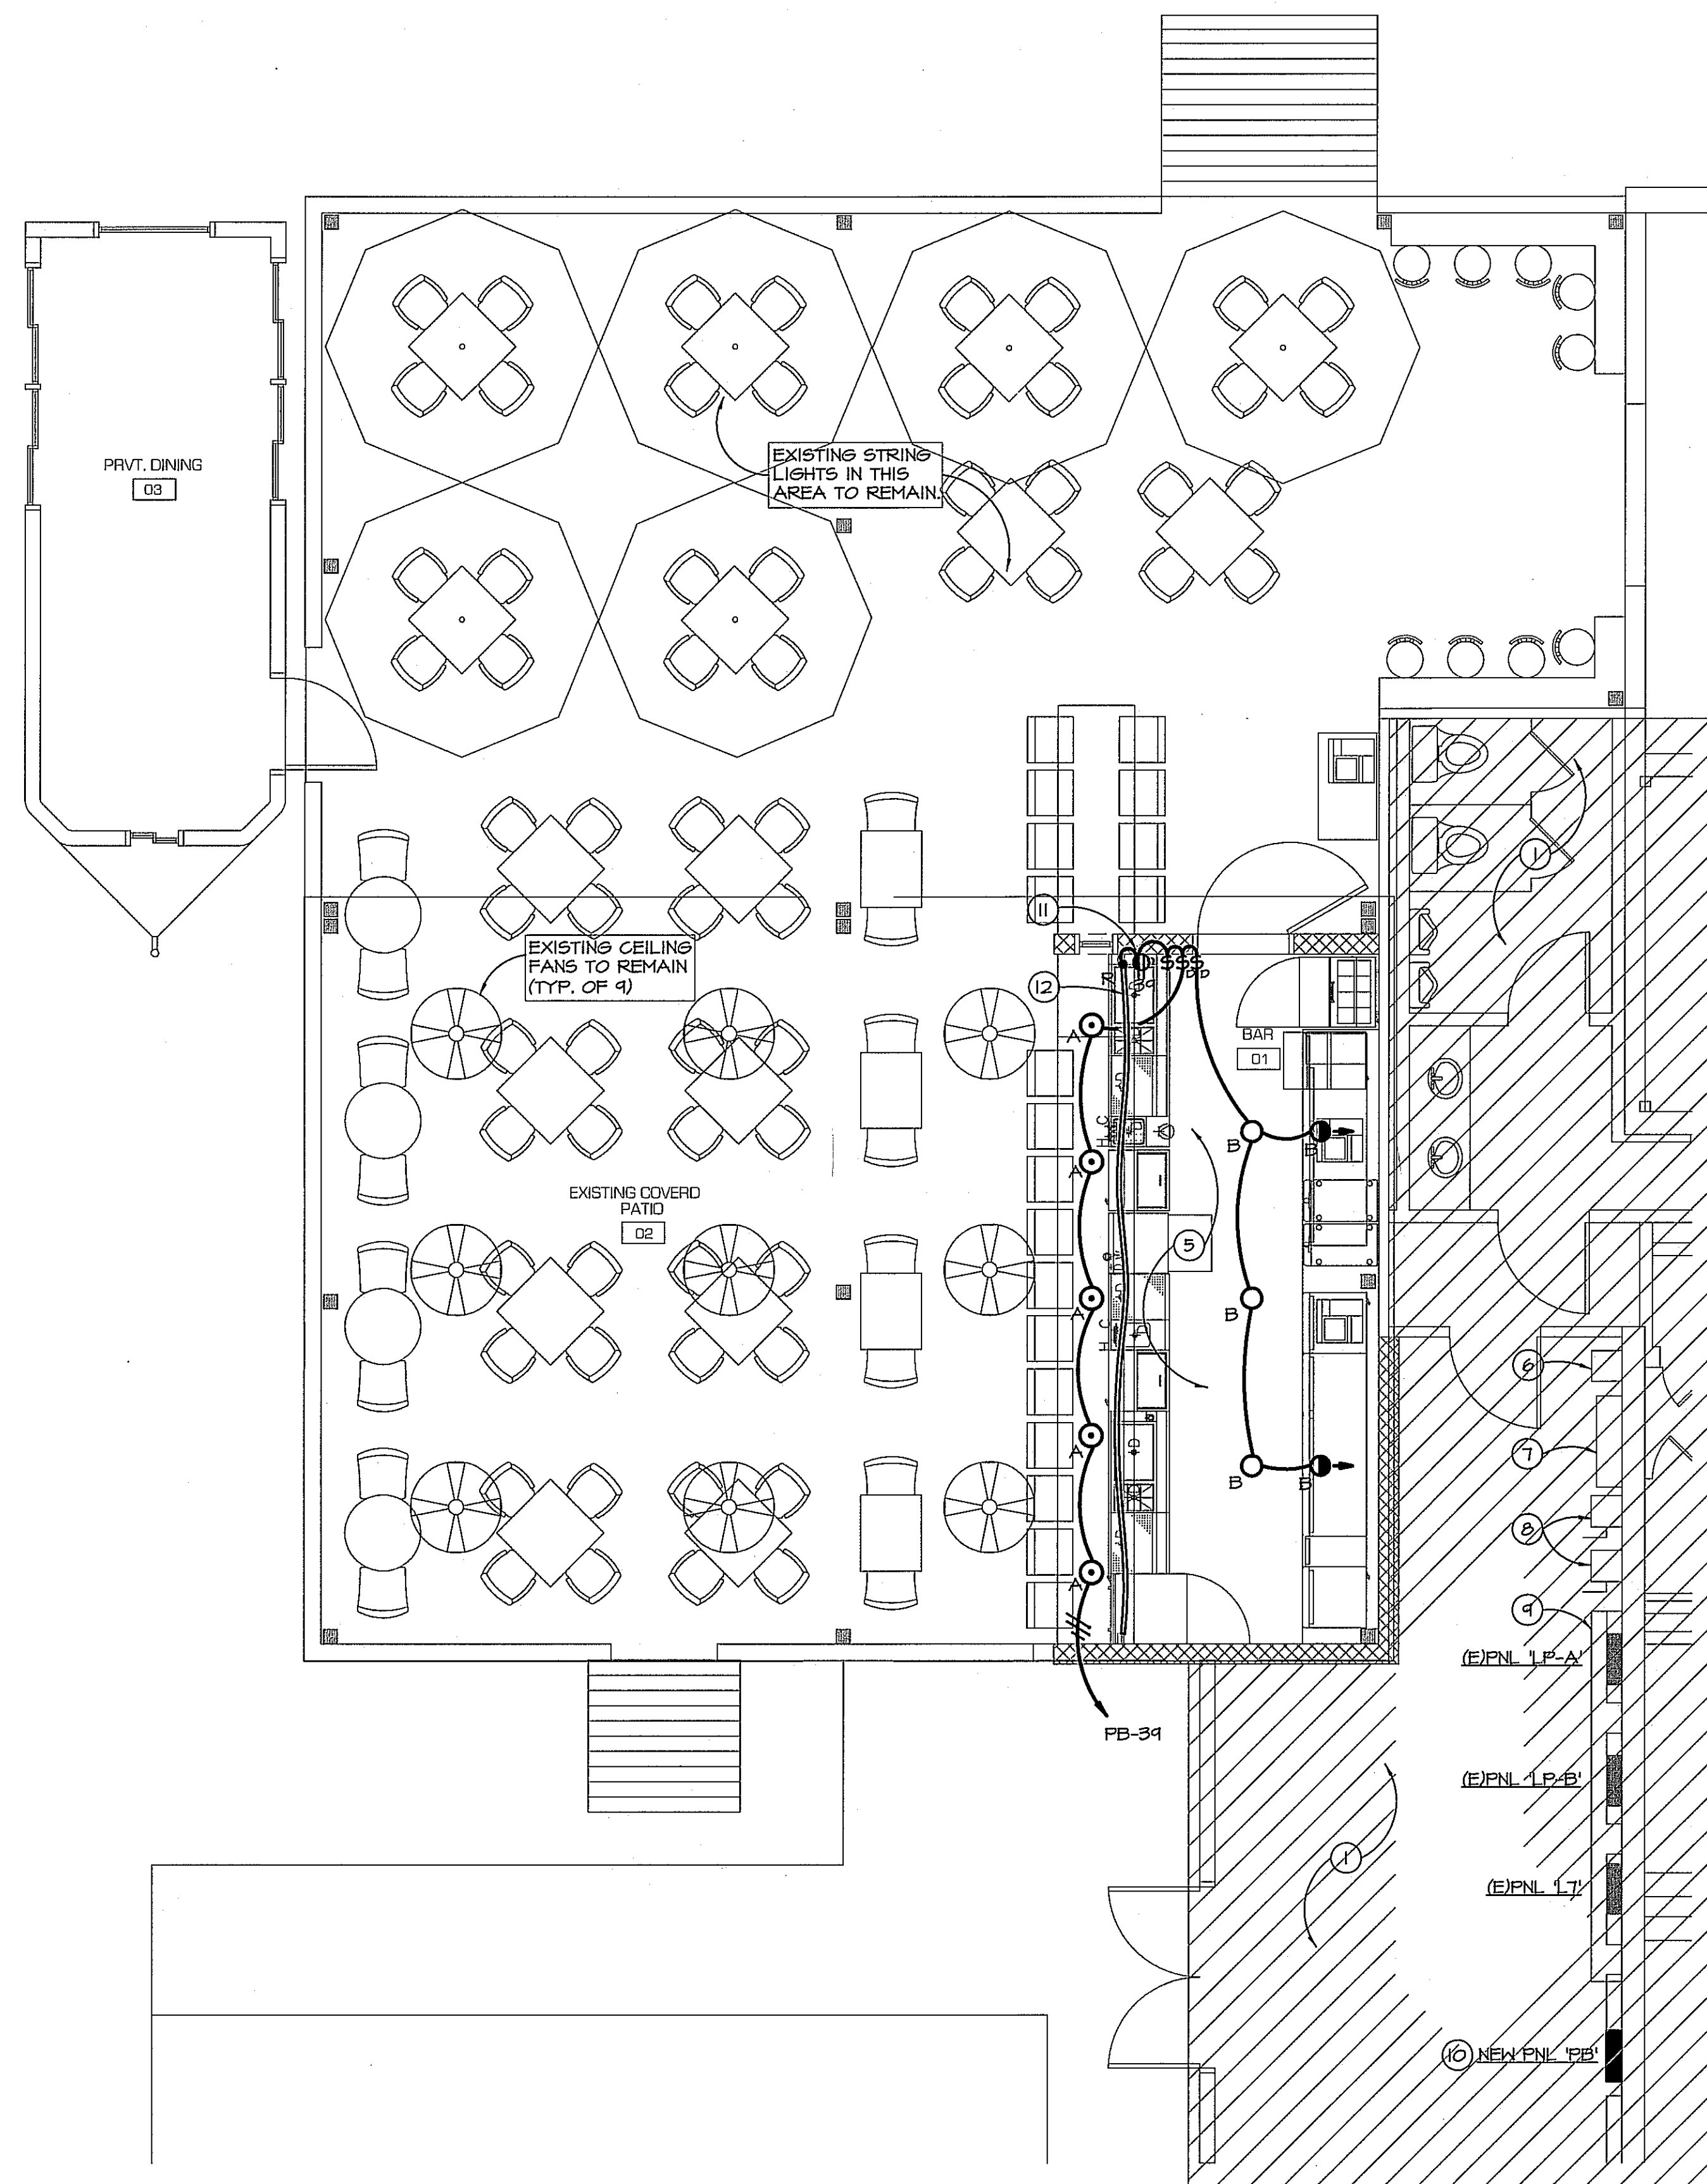 EXISTING STRING
LIGHTS IN THIS
AREA TO REMAIN.
PRVT. DINING
03
1
11
EXISTING CEILING
FANS TO REMAIN
(TYP. OF 9)
12
R
39
S S S
D D
A
BAR
01
H C
B
B
A
EXISTING COVERD
PATIO
02
5
A
B
H C
6
A
7
B
B
8
A
9
(E)PNL 'LP-A'
PB-39
(E)PNL 'LP-B'
1
(E)PNL 'L7'
10 NEW PNL 'PB'